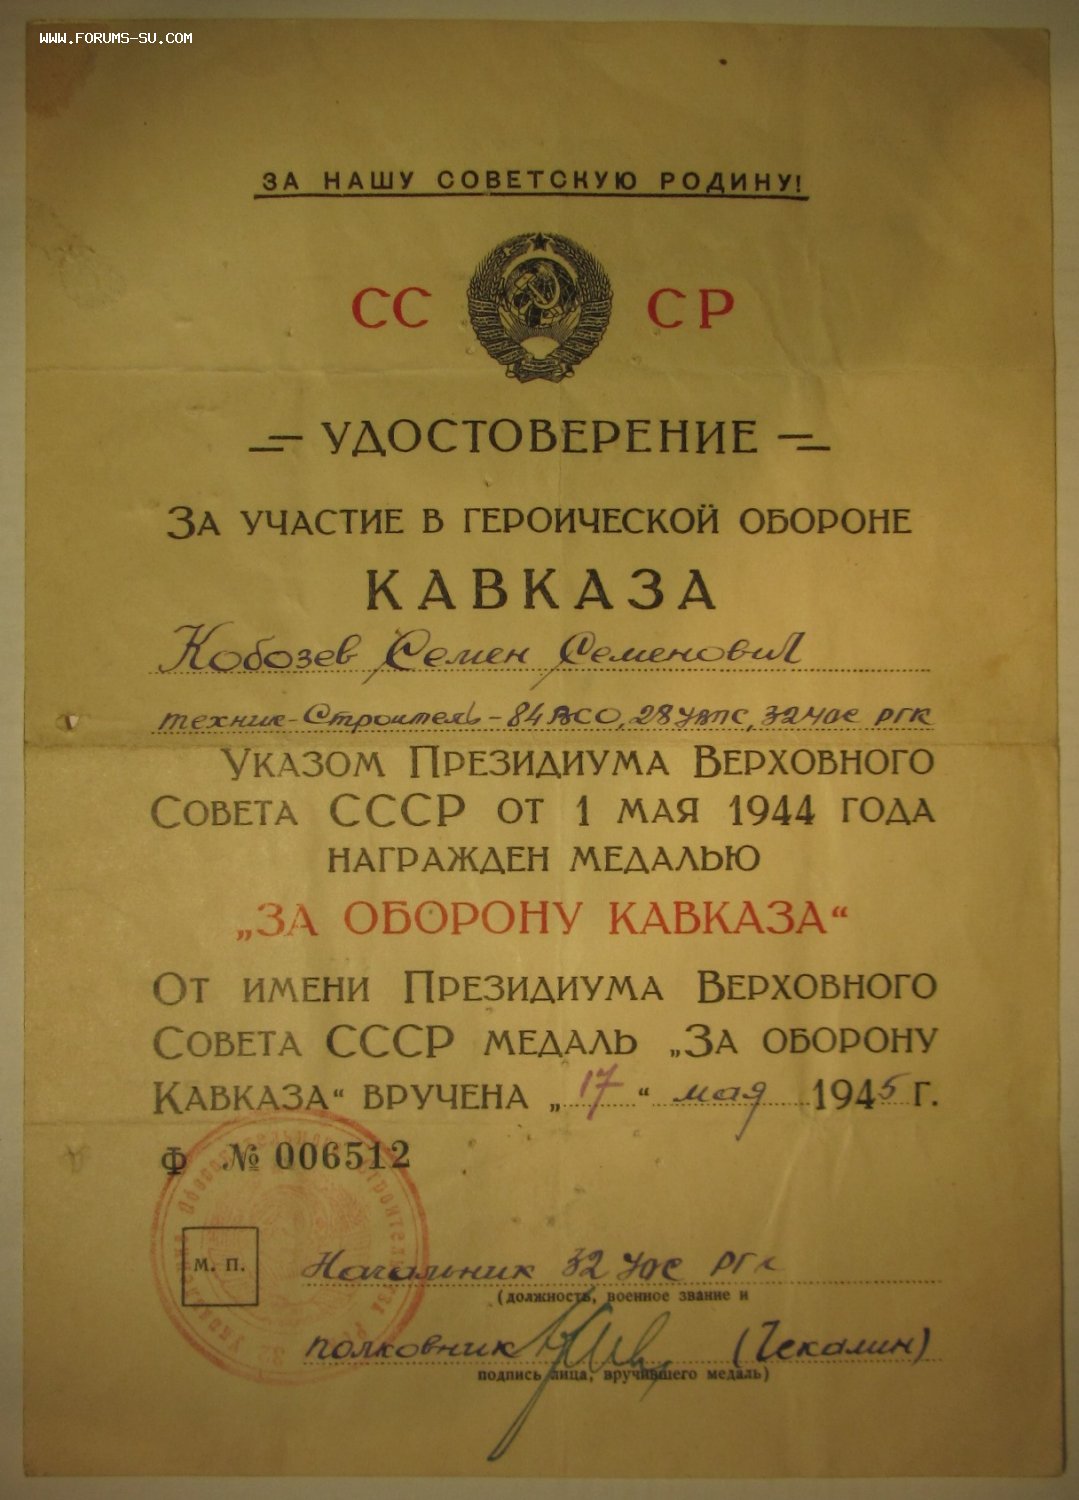 WWW.FORUMS-SU.COM
ЗА НАШУ СОВЕТСКУЮ РОДИНУ!
СС СР
УДОСТОВЕРЕНИЕ
ЗА УЧАСТИЕ В ГЕРОИЧЕСКОЙ ОБОРОНЕ
КАВКАЗА
Кобозев Семен Семенович
техник-строитель - 84 ВСО, 28 УВПС, 32 УОС РГК
УКАЗОМ ПРЕЗИДИУМА ВЕРХОВНОГО
СОВЕТА СССР ОТ 1 МАЯ 1944 ГОДА
НАГРАЖДЕН МЕДАЛЬЮ
„ЗА ОБОРОНУ КАВКАЗА“
ОТ ИМЕНИ ПРЕЗИДИУМА ВЕРХОВНОГО
СОВЕТА СССР МЕДАЛЬ „ЗА ОБОРОНУ
КАВКАЗА“ ВРУЧЕНА „17“ мая 1945 Г.
Ф № 006512
М. П.
Начальник 32 УОС РГК
(должность, военное звание и
полковник (Чекалин)
подпись лица, вручившего медаль)